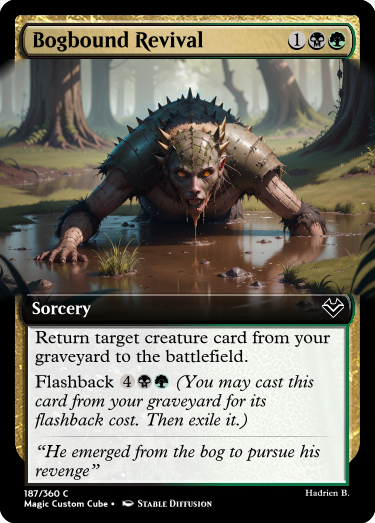 Bogbound Revival 1
Sorcery
Return target creature card from your
graveyard to the battlefield.
Flashback 4 (You may cast this
card from your graveyard for its
flashback cost. Then exile it.)
“He emerged from the bog to pursue his
revenge”
187/360 C Hadrien B.
Magic Custom Cube • Stable Diffusion